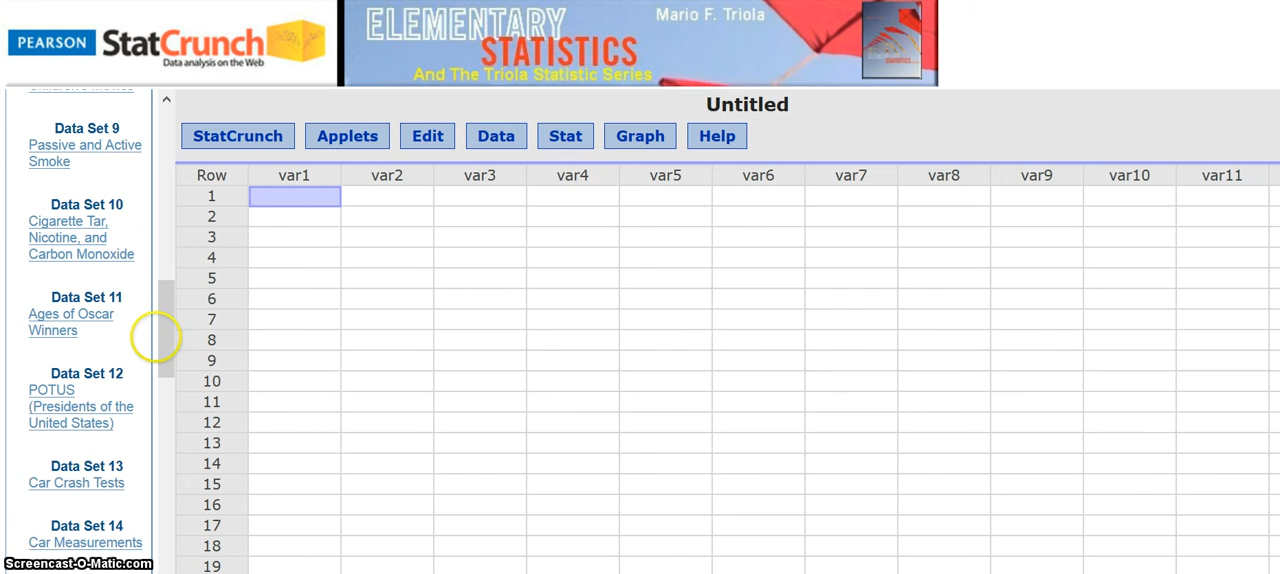 PEARSON StatCrunch
Data analysis on the Web
ELEMENTARY
STATISTICS
And The Triola Statistic Series
Mario F. Triola
STATISTICS
Children's Movies
Data Set 9
Passive and Active
Smoke
Data Set 10
Cigarette Tar,
Nicotine, and
Carbon Monoxide
Data Set 11
Ages of Oscar
Winners
Data Set 12
POTUS
(Presidents of the
United States)
Data Set 13
Car Crash Tests
Data Set 14
Car Measurements
Untitled
StatCrunch Applets Edit Data Stat Graph Help
Row var1 var2 var3 var4 var5 var6 var7 var8 var9 var10 var11
1
2
3
4
5
6
7
8
9
10
11
12
13
14
15
16
17
18
19
Screencast-O-Matic.com